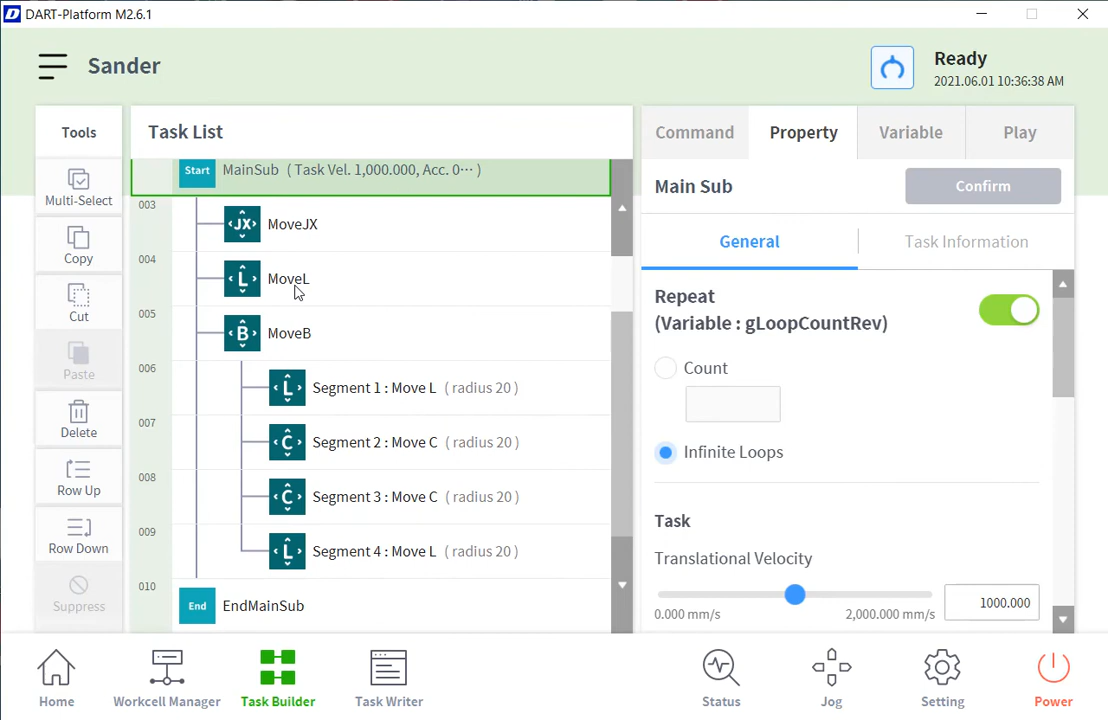 DART-Platform M2.6.1
Sander
Ready
2021.06.01 10:36:38 AM
Tools
Multi-Select
Copy
Cut
Paste
Delete
Row Up
Row Down
Suppress
Task List
Start MainSub ( Task Vel. 1,000.000, Acc. 0··· )
003 JX MoveJX
004 L MoveL
005 B MoveB
006 L Segment 1 : Move L ( radius 20 )
007 C Segment 2 : Move C ( radius 20 )
008 C Segment 3 : Move C ( radius 20 )
009 L Segment 4 : Move L ( radius 20 )
010 End EndMainSub
Command Property Variable Play
Main Sub Confirm
General Task Information
Repeat
(Variable : gLoopCountRev)
Count
Infinite Loops
Task
Translational Velocity
0.000 mm/s 2,000.000 mm/s 1000.000
Home Workcell Manager Task Builder Task Writer Status Jog Setting Power